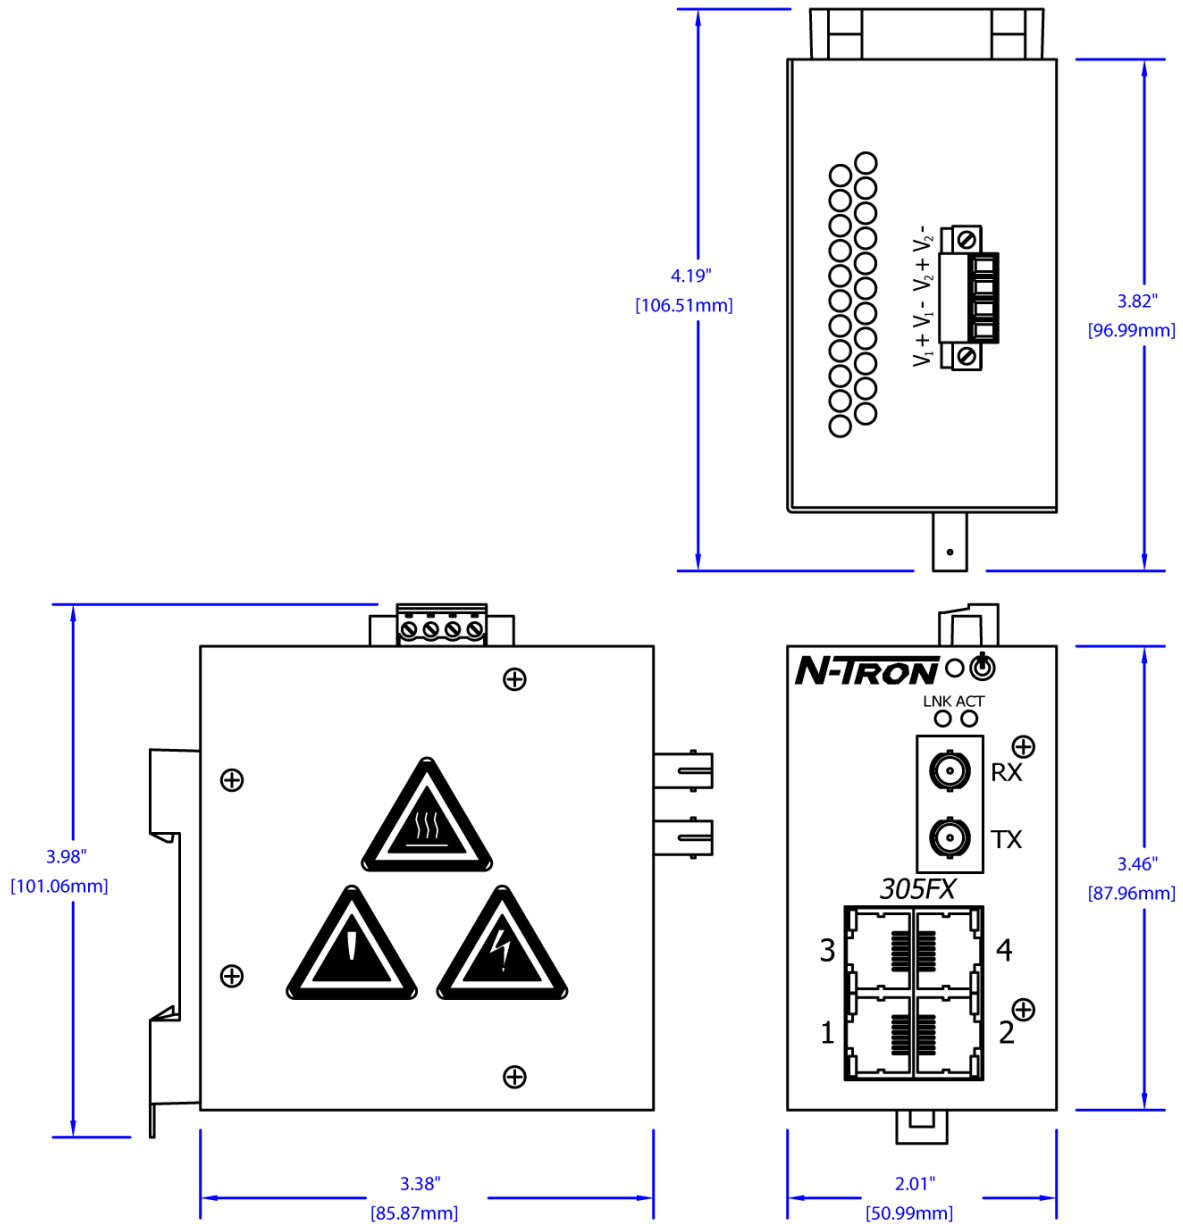 4.19"
[106.51mm]
3.82"
[96.99mm]
V₁ + V₁ - V₂ + V₂ -
N-TRON
LNK ACT
RX
TX
305FX
3
4
1
2
3.98"
[101.06mm]
3.46"
[87.96mm]
3.38"
[85.87mm]
2.01"
[50.99mm]